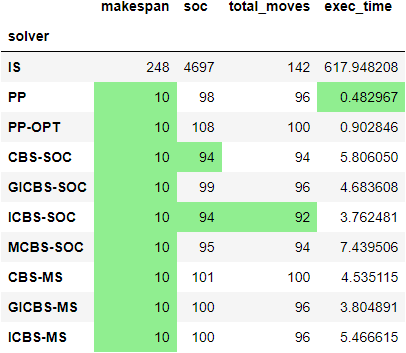 makespan soc total_moves exec_time
solver
IS 248 4697 142 617.948208
PP 10 98 96 0.482967
PP-OPT 10 108 100 0.902846
CBS-SOC 10 94 94 5.806050
GICBS-SOC 10 99 96 4.683608
ICBS-SOC 10 94 92 3.762481
MCBS-SOC 10 95 94 7.439506
CBS-MS 10 101 100 4.535115
GICBS-MS 10 100 96 3.804891
ICBS-MS 10 100 96 5.466615